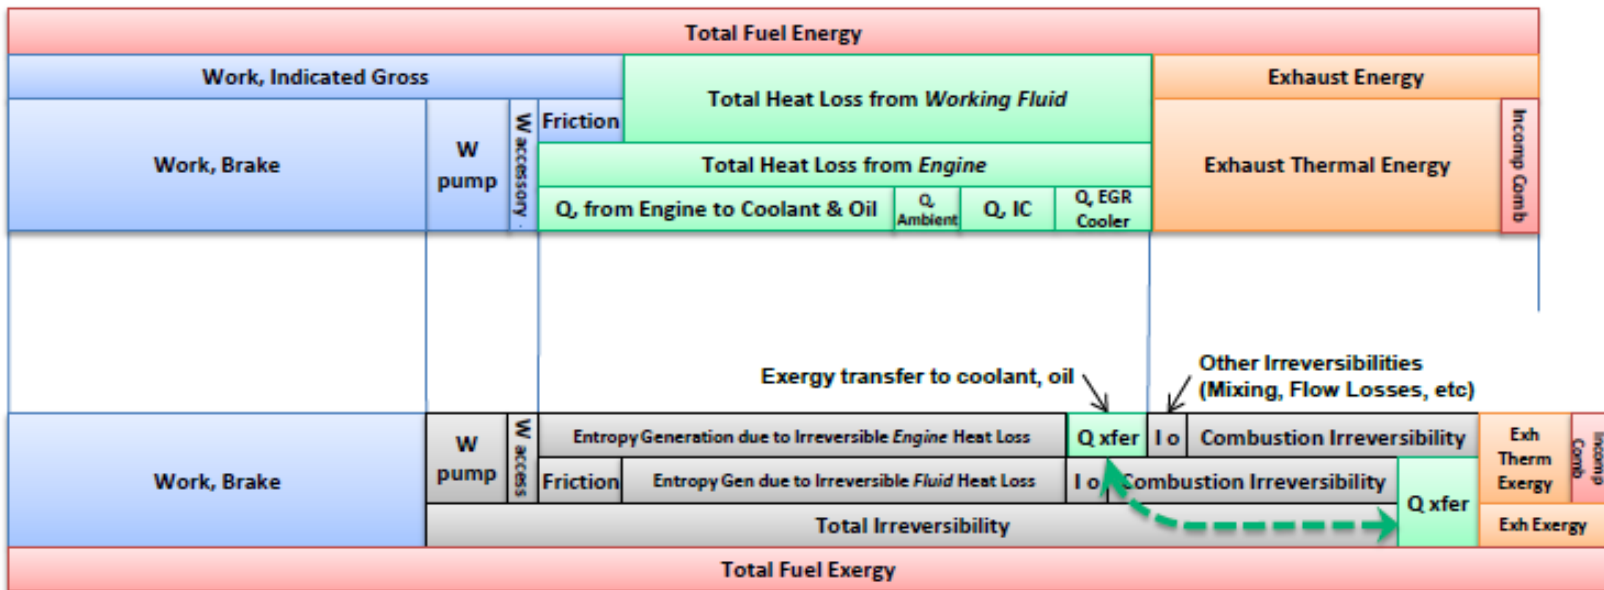 Total Fuel Energy
Work, Indicated Gross
Total Heat Loss from Working Fluid
Exhaust Energy
Work, Brake
W
pump
W accessory
Friction
Total Heat Loss from Engine
Exhaust Thermal Energy
Incomp Comb
Q, from Engine to Coolant & Oil
Q,
Ambient
Q, IC
Q, EGR
Cooler
Exergy transfer to coolant, oil
Other Irreversibilities
(Mixing, Flow Losses, etc)
Work, Brake
W
pump
W access
Entropy Generation due to Irreversible Engine Heat Loss
Q xfer
I o
Combustion Irreversibility
Exh
Therm
Exergy
Incomp
Comb
Friction
Entropy Gen due to Irreversible Fluid Heat Loss
I o
Combustion Irreversibility
Q xfer
Total Irreversibility
Exh Exergy
Total Fuel Exergy